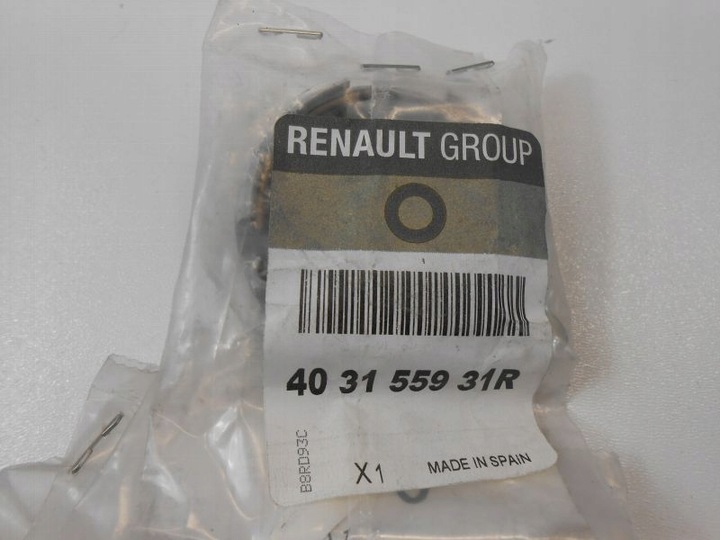 RENAULT GROUP
40 31 559 31R
B8RD93C
X1
MADE IN SPAIN